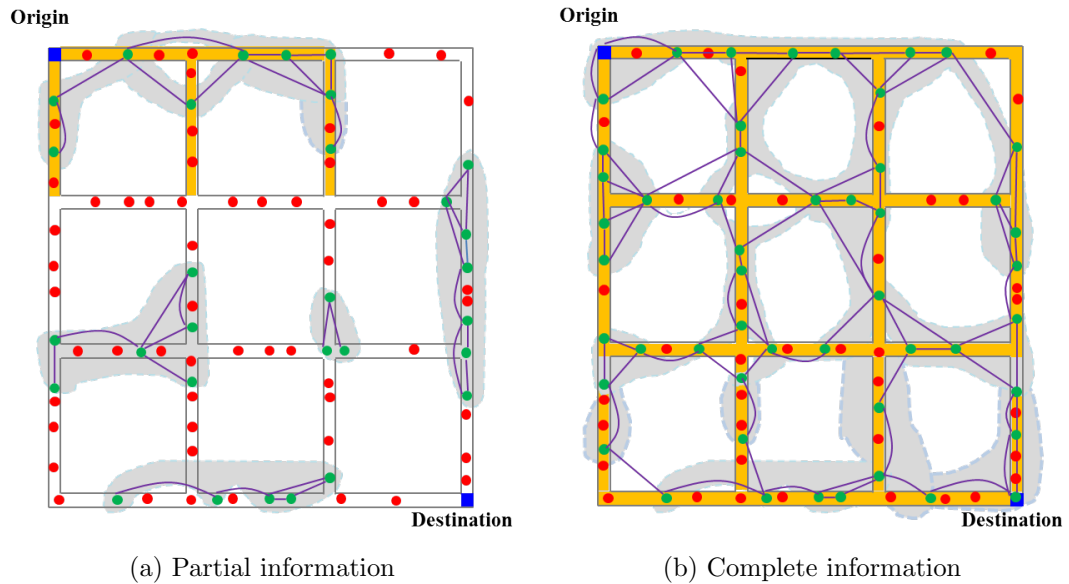 Origin
Origin
Destination
Destination
(a) Partial information
(b) Complete information